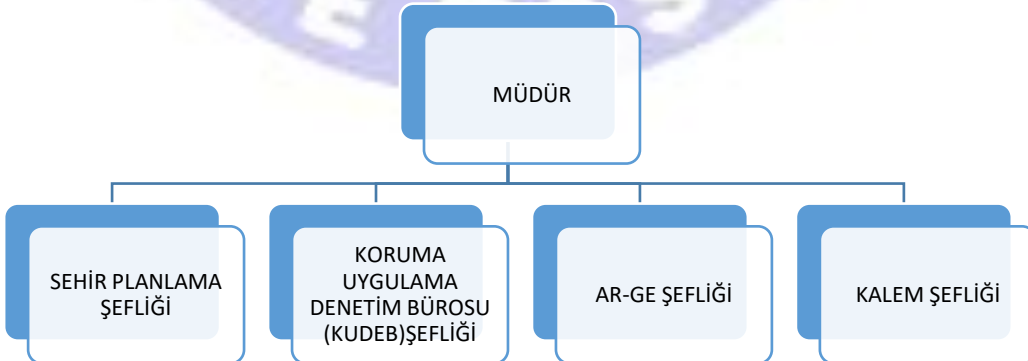 MÜDÜR
SEHİR PLANLAMA
ŞEFLİĞİ
KORUMA
UYGULAMA
DENETİM BÜROSU
(KUDEB)ŞEFLİĞİ
AR-GE ŞEFLİĞİ
KALEM ŞEFLİĞİ